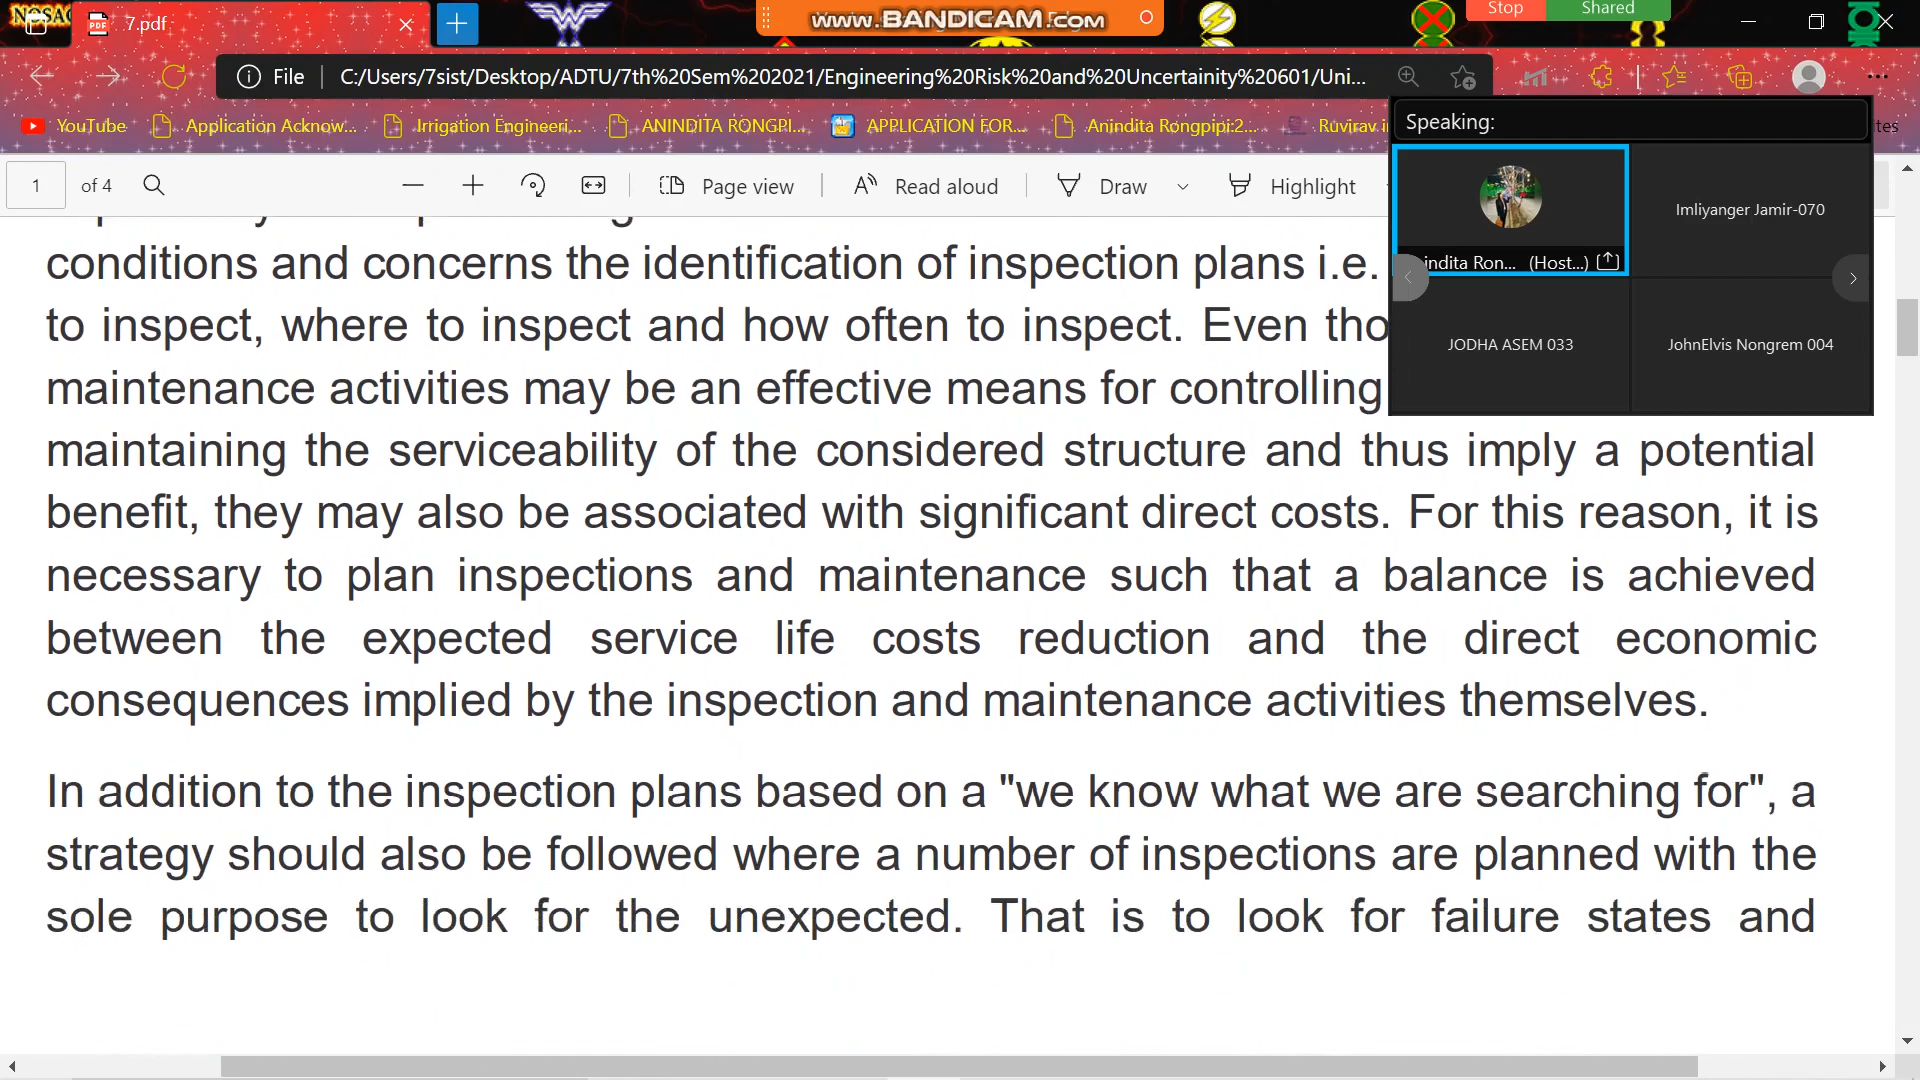 7.pdf
www.BANDICAM.com
Stop
Shared
File
C:/Users/7sist/Desktop/ADTU/7th%20Sem%202021/Engineering%20Risk%20and%20Uncertainity%20601/Uni...
YouTube
Application Acknow...
Irrigation Engineeri...
ANINDITA RONGPI...
APPLICATION FOR...
Anindita Rongpipi:2...
Ruvirav i
tes
Speaking:
1
of 4
Page view
Read aloud
Draw
Highlight
Imliyanger Jamir-070
indita Ron... (Host...)
JODHA ASEM 033
JohnElvis Nongrem 004
conditions and concerns the identification of inspection plans i.e.
to inspect, where to inspect and how often to inspect. Even tho
maintenance activities may be an effective means for controlling
maintaining the serviceability of the considered structure and thus imply a potential
benefit, they may also be associated with significant direct costs. For this reason, it is
necessary to plan inspections and maintenance such that a balance is achieved
between the expected service life costs reduction and the direct economic
consequences implied by the inspection and maintenance activities themselves.
In addition to the inspection plans based on a "we know what we are searching for", a
strategy should also be followed where a number of inspections are planned with the
sole purpose to look for the unexpected. That is to look for failure states and